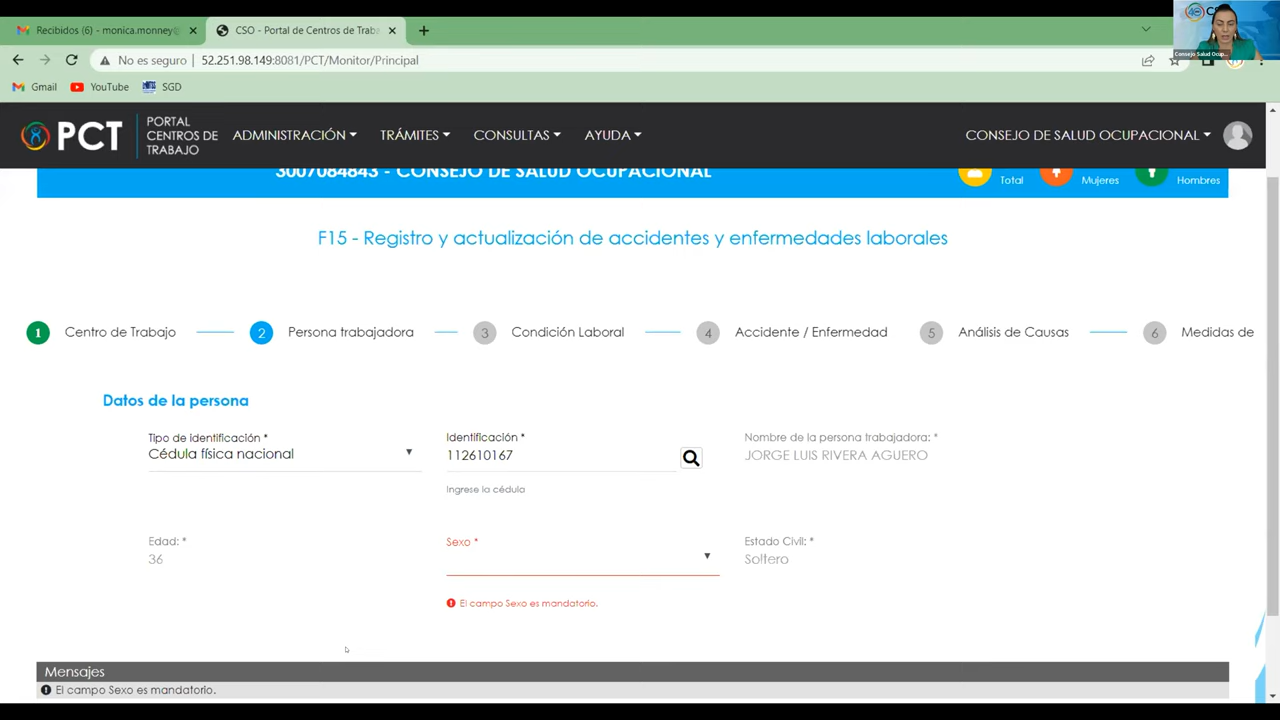 Recibidos (6) - monica.monney@
CSO - Portal de Centros de Traba
No es seguro | 52.251.98.149:8081/PCT/Monitor/Principal
Gmail YouTube SGD
Consejo Salud Ocup...
PCT PORTAL CENTROS DE TRABAJO
ADMINISTRACIÓN TRÁMITES CONSULTAS AYUDA CONSEJO DE SALUD OCUPACIONAL
3007084843 - CONSEJO DE SALUD OCUPACIONAL
Total Mujeres Hombres
F15 - Registro y actualización de accidentes y enfermedades laborales
1 Centro de Trabajo 2 Persona trabajadora 3 Condición Laboral 4 Accidente / Enfermedad 5 Análisis de Causas 6 Medidas de
Datos de la persona
Tipo de identificación * Identificación * Nombre de la persona trabajadora: *
Cédula física nacional 112610167 JORGE LUIS RIVERA AGUERO
Ingrese la cédula
Edad: * Sexo * Estado Civil: *
36 Soltero
El campo Sexo es mandatorio.
Mensajes
El campo Sexo es mandatorio.